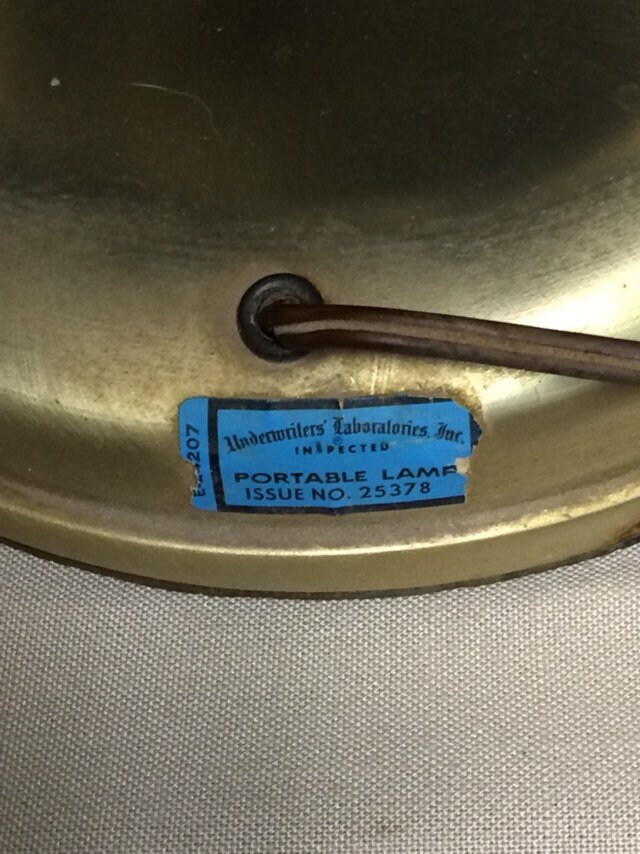 Underwriters' Laboratories, Inc.
INSPECTED
PORTABLE LAMP
ISSUE NO. 25378